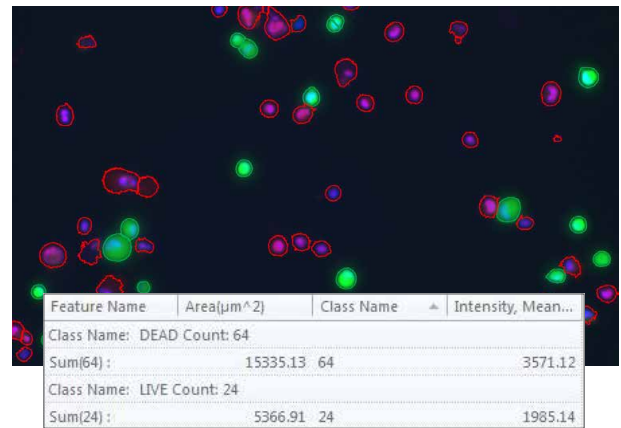 Feature Name Area(µm^2) Class Name Intensity, Mean...
Class Name: DEAD Count: 64
Sum(64) : 15335.13 64 3571.12
Class Name: LIVE Count: 24
Sum(24) : 5366.91 24 1985.14